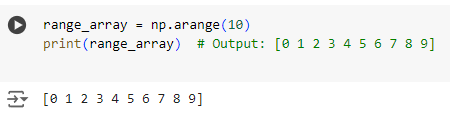 range_array = np.arange(10)
print(range_array)  # Output: [0 1 2 3 4 5 6 7 8 9]
[0 1 2 3 4 5 6 7 8 9]